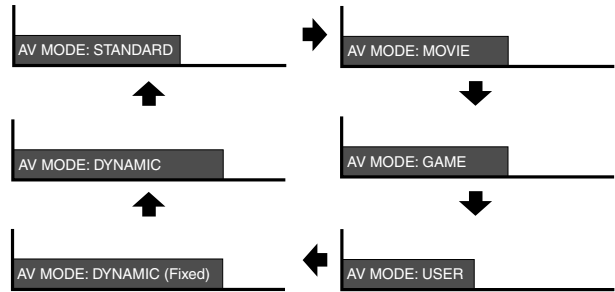 AV MODE: STANDARD
AV MODE: MOVIE
AV MODE: DYNAMIC
AV MODE: GAME
AV MODE: DYNAMIC (Fixed)
AV MODE: USER